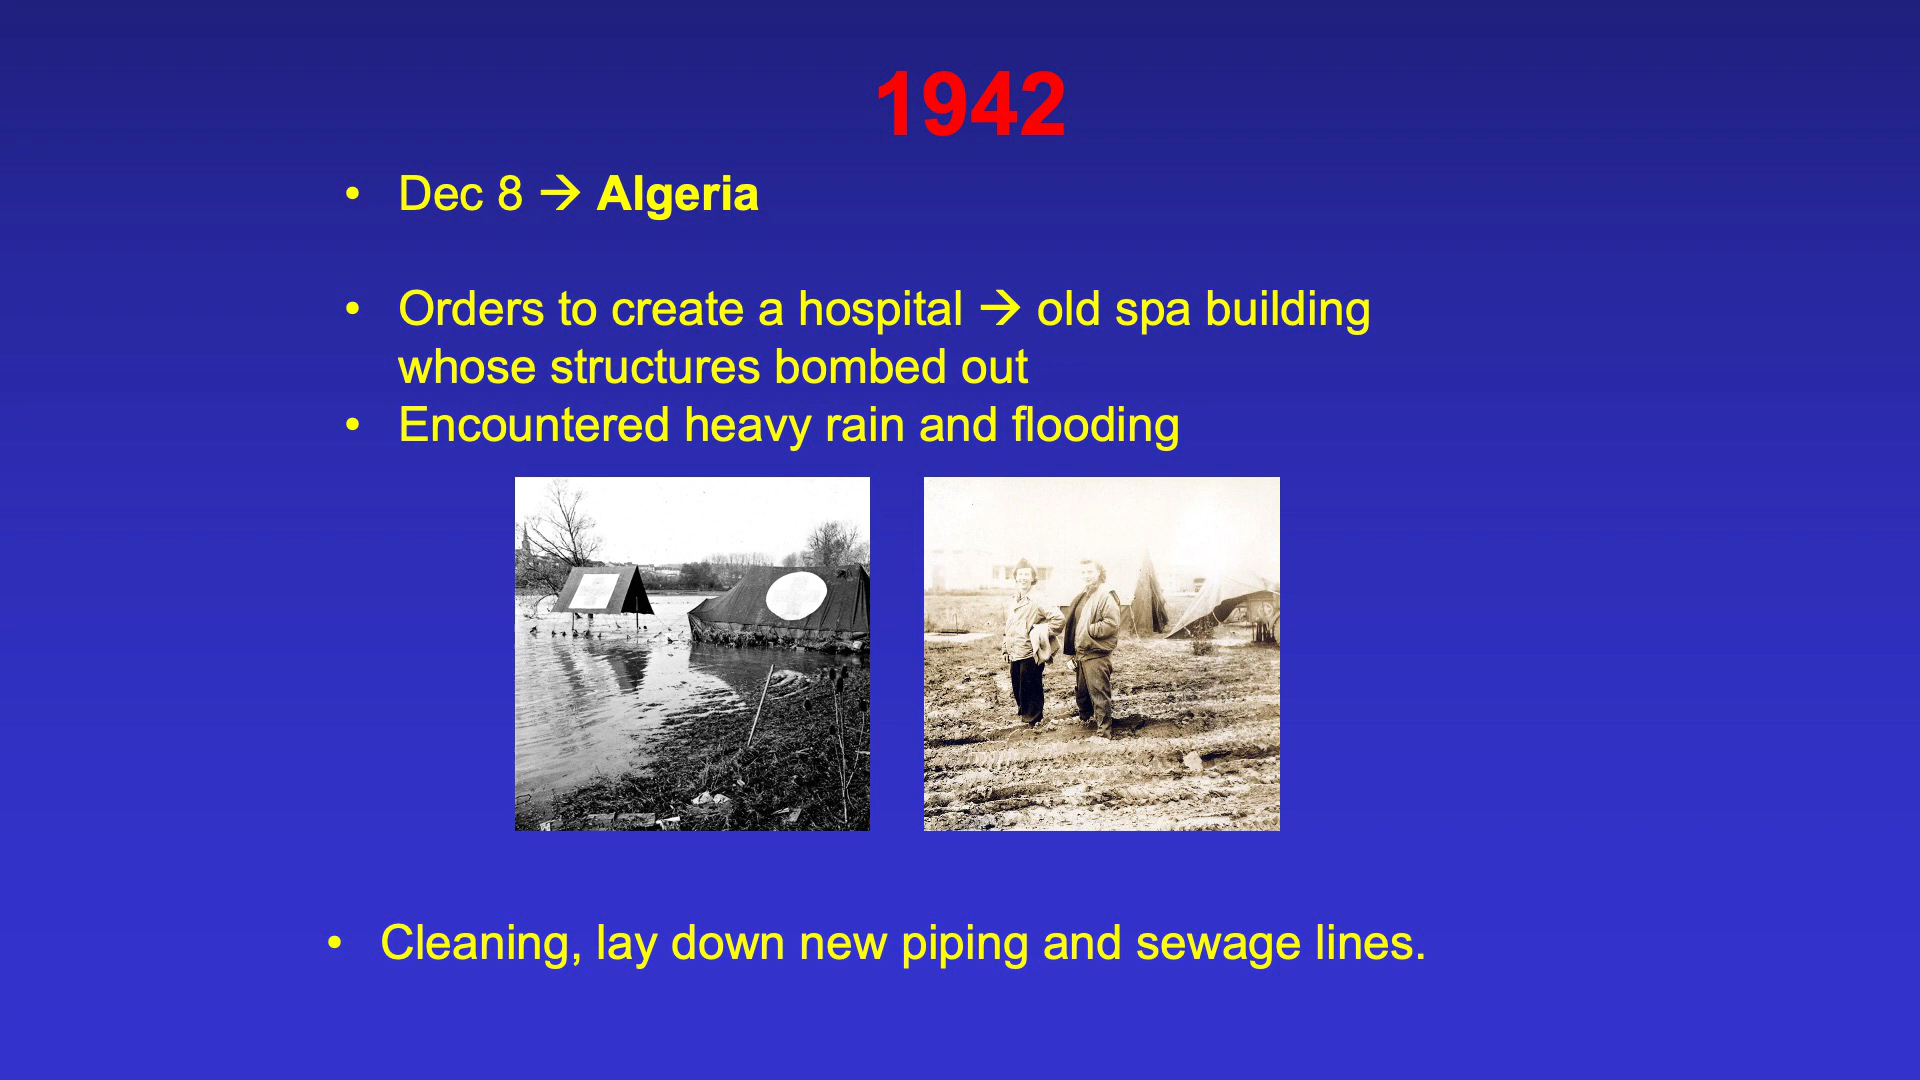 1942
• Dec 8 → Algeria
• Orders to create a hospital → old spa building
whose structures bombed out
• Encountered heavy rain and flooding
• Cleaning, lay down new piping and sewage lines.